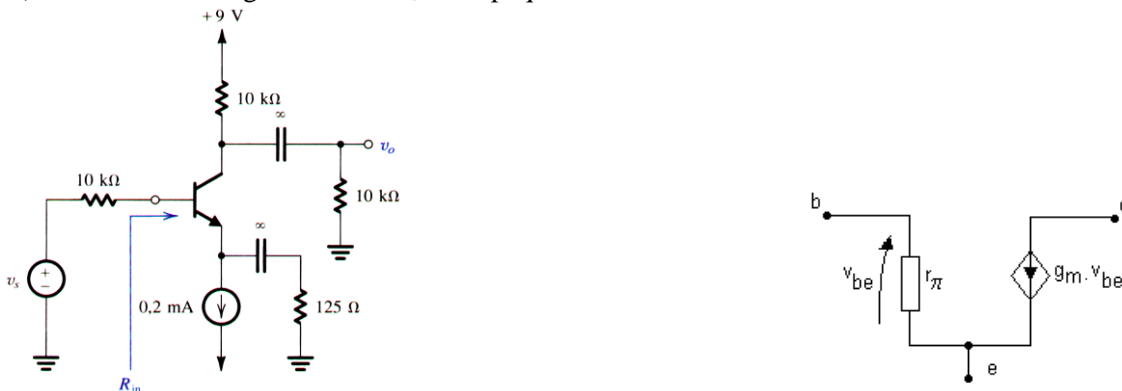 +9 V
10 kΩ
∞
v_o
10 kΩ
10 kΩ
∞
v_s
+
−
0,2 mA
125 Ω
R_in
b
v_be
r_π
g_m.v_be
e